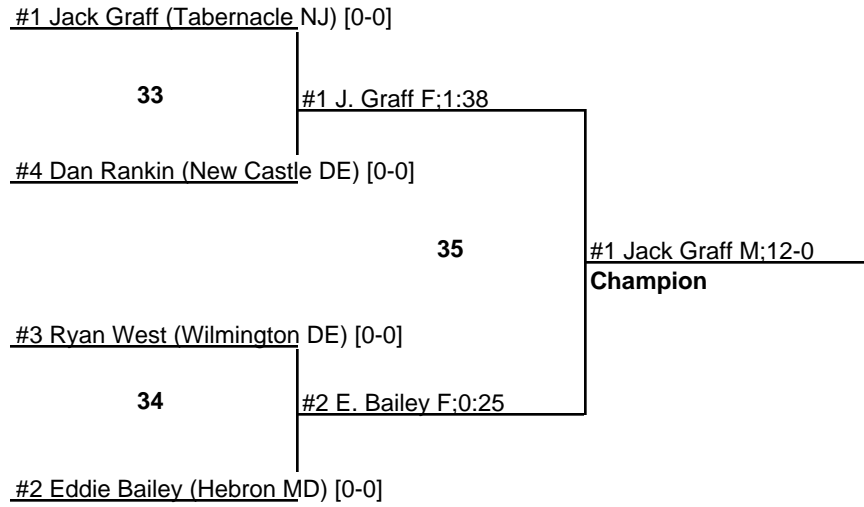 #1 Jack Graff (Tabernacle NJ) [0-0]
33
#1 J. Graff F;1:38
#4 Dan Rankin (New Castle DE) [0-0]
35
#1 Jack Graff M;12-0
Champion
#3 Ryan West (Wilmington DE) [0-0]
34
#2 E. Bailey F;0:25
#2 Eddie Bailey (Hebron MD) [0-0]